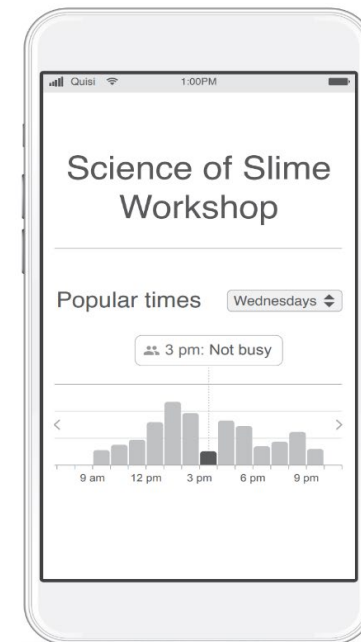 Quisi 1:00PM
Science of Slime
Workshop
Popular times Wednesdays
3 pm: Not busy
9 am 12 pm 3 pm 6 pm 9 pm